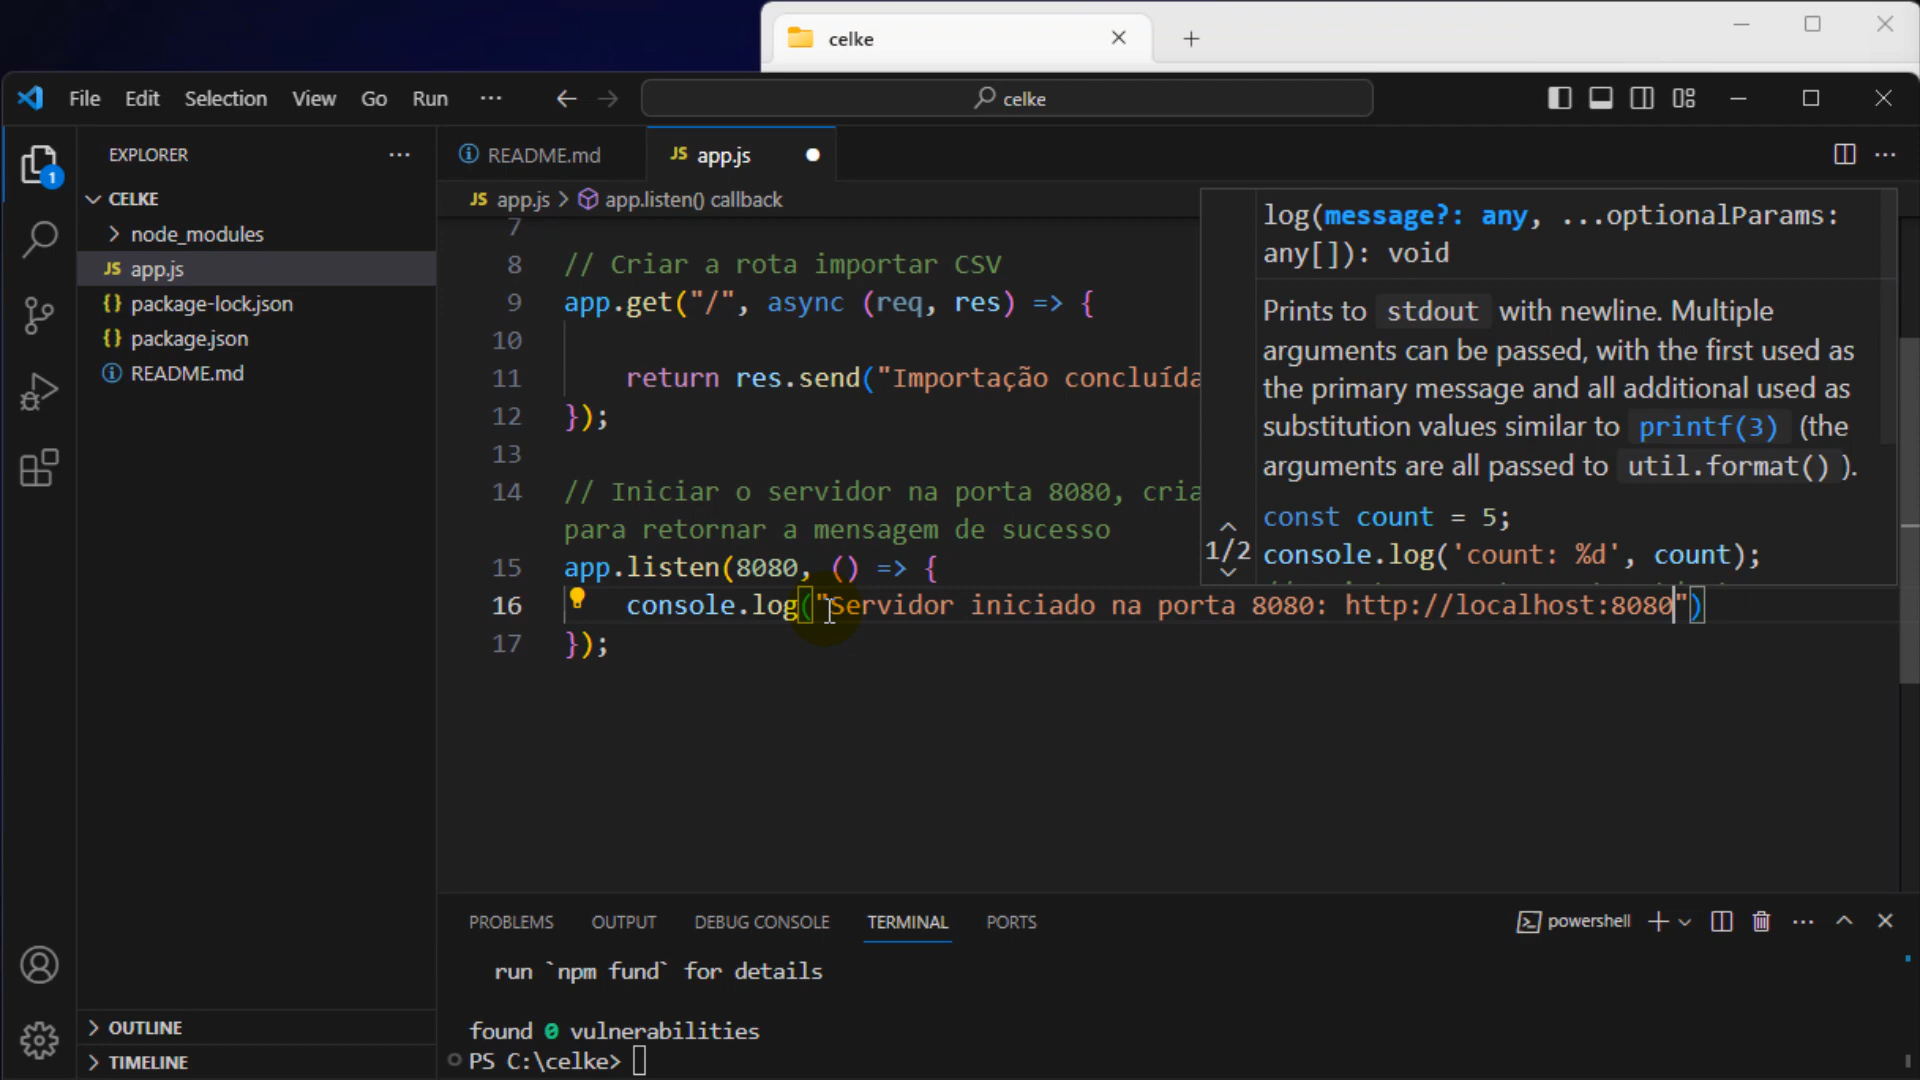 celke
File Edit Selection View Go Run ··· celke
EXPLORER ···
CELKE
node_modules
JS app.js
{} package-lock.json
{} package.json
README.md
OUTLINE
TIMELINE
1
README.md JS app.js
JS app.js > app.listen() callback
7
8 // Criar a rota importar CSV
9 app.get("/", async (req, res) => {
10
11 return res.send("Importação concluída
12 });
13
14 // Iniciar o servidor na porta 8080, cria
para retornar a mensagem de sucesso
15 app.listen(8080, () => {
16 console.log("Servidor iniciado na porta 8080: http://localhost:8080")
17 });
log(message?: any, ...optionalParams:
any[]): void
Prints to stdout with newline. Multiple
arguments can be passed, with the first used as
the primary message and all additional used as
substitution values similar to printf(3) (the
arguments are all passed to util.format() ).
const count = 5;
console.log('count: %d', count);
1/2
PROBLEMS OUTPUT DEBUG CONSOLE TERMINAL PORTS powershell
run `npm fund` for details
found 0 vulnerabilities
PS C:\celke>